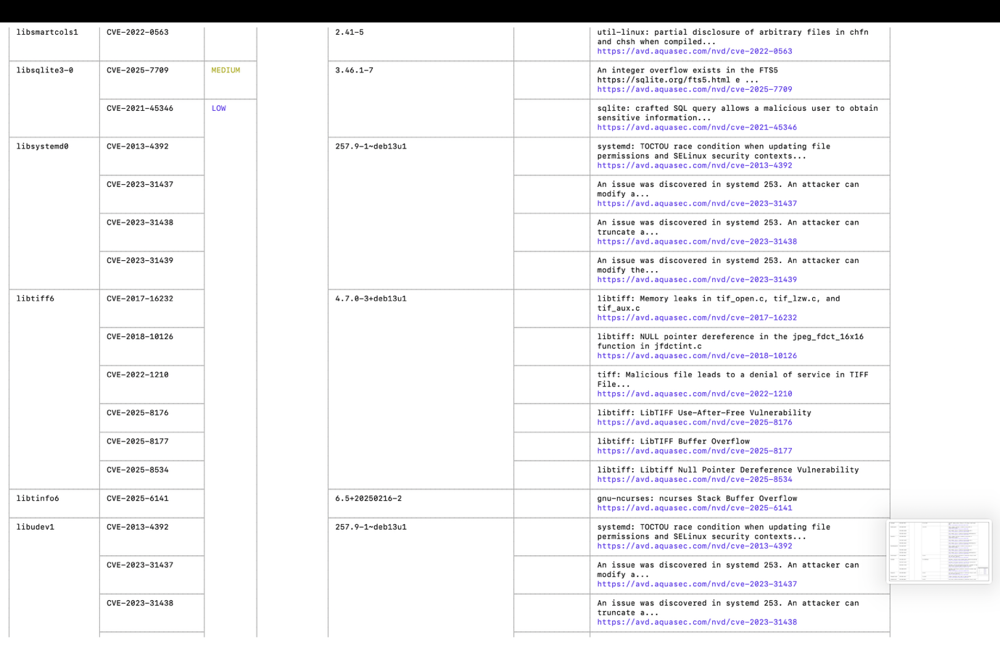 libsmartcols1 CVE-2022-0563 2.41-5 util-linux: partial disclosure of arbitrary files in chfn
and chsh when compiled...
https://avd.aquasec.com/nvd/cve-2022-0563
libsqlite3-0 CVE-2025-7709 MEDIUM 3.46.1-7 An integer overflow exists in the FTS5
https://sqlite.org/fts5.html e ...
https://avd.aquasec.com/nvd/cve-2025-7709
CVE-2021-45346 LOW sqlite: crafted SQL query allows a malicious user to obtain
sensitive information...
https://avd.aquasec.com/nvd/cve-2021-45346
libsystemd0 CVE-2013-4392 257.9-1~deb13u1 systemd: TOCTOU race condition when updating file
permissions and SELinux security contexts...
https://avd.aquasec.com/nvd/cve-2013-4392
CVE-2023-31437 An issue was discovered in systemd 253. An attacker can
modify a...
https://avd.aquasec.com/nvd/cve-2023-31437
CVE-2023-31438 An issue was discovered in systemd 253. An attacker can
truncate a...
https://avd.aquasec.com/nvd/cve-2023-31438
CVE-2023-31439 An issue was discovered in systemd 253. An attacker can
modify the...
https://avd.aquasec.com/nvd/cve-2023-31439
libtiff6 CVE-2017-16232 4.7.0-3+deb13u1 libtiff: Memory leaks in tif_open.c, tif_lzw.c, and
tif_aux.c
https://avd.aquasec.com/nvd/cve-2017-16232
CVE-2018-10126 libtiff: NULL pointer dereference in the jpeg_fdct_16x16
function in jfdctint.c
https://avd.aquasec.com/nvd/cve-2018-10126
CVE-2022-1210 tiff: Malicious file leads to a denial of service in TIFF
File...
https://avd.aquasec.com/nvd/cve-2022-1210
CVE-2025-8176 libtiff: LibTIFF Use-After-Free Vulnerability
https://avd.aquasec.com/nvd/cve-2025-8176
CVE-2025-8177 libtiff: LibTIFF Buffer Overflow
https://avd.aquasec.com/nvd/cve-2025-8177
CVE-2025-8534 libtiff: Libtiff Null Pointer Dereference Vulnerability
https://avd.aquasec.com/nvd/cve-2025-8534
libtinfo6 CVE-2025-6141 6.5+20250216-2 gnu-ncurses: ncurses Stack Buffer Overflow
https://avd.aquasec.com/nvd/cve-2025-6141
libudev1 CVE-2013-4392 257.9-1~deb13u1 systemd: TOCTOU race condition when updating file
permissions and SELinux security contexts...
https://avd.aquasec.com/nvd/cve-2013-4392
CVE-2023-31437 An issue was discovered in systemd 253. An attacker can
modify a...
https://avd.aquasec.com/nvd/cve-2023-31437
CVE-2023-31438 An issue was discovered in systemd 253. An attacker can
truncate a...
https://avd.aquasec.com/nvd/cve-2023-31438